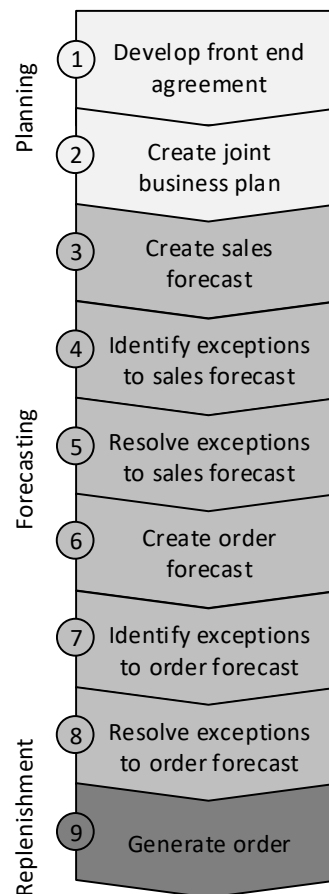 Planning
1
Develop front end
agreement
2
Create joint
business plan
Forecasting
3
Create sales
forecast
4
Identify exceptions
to sales forecast
5
Resolve exceptions
to sales forecast
6
Create order
forecast
7
Identify exceptions
to order forecast
8
Resolve exceptions
to order forecast
Replenishment
9
Generate order